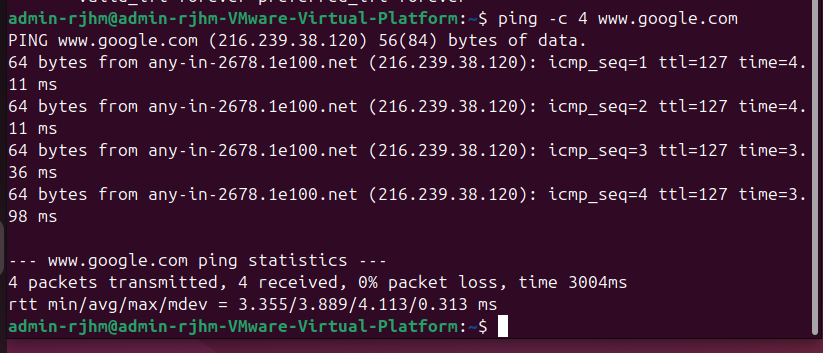 admin-rjhm@admin-rjhm-VMware-Virtual-Platform:~$ ping -c 4 www.google.com
PING www.google.com (216.239.38.120) 56(84) bytes of data.
64 bytes from any-in-2678.1e100.net (216.239.38.120): icmp_seq=1 ttl=127 time=4.
11 ms
64 bytes from any-in-2678.1e100.net (216.239.38.120): icmp_seq=2 ttl=127 time=4.
11 ms
64 bytes from any-in-2678.1e100.net (216.239.38.120): icmp_seq=3 ttl=127 time=3.
36 ms
64 bytes from any-in-2678.1e100.net (216.239.38.120): icmp_seq=4 ttl=127 time=3.
98 ms

--- www.google.com ping statistics ---
4 packets transmitted, 4 received, 0% packet loss, time 3004ms
rtt min/avg/max/mdev = 3.355/3.889/4.113/0.313 ms
admin-rjhm@admin-rjhm-VMware-Virtual-Platform:~$